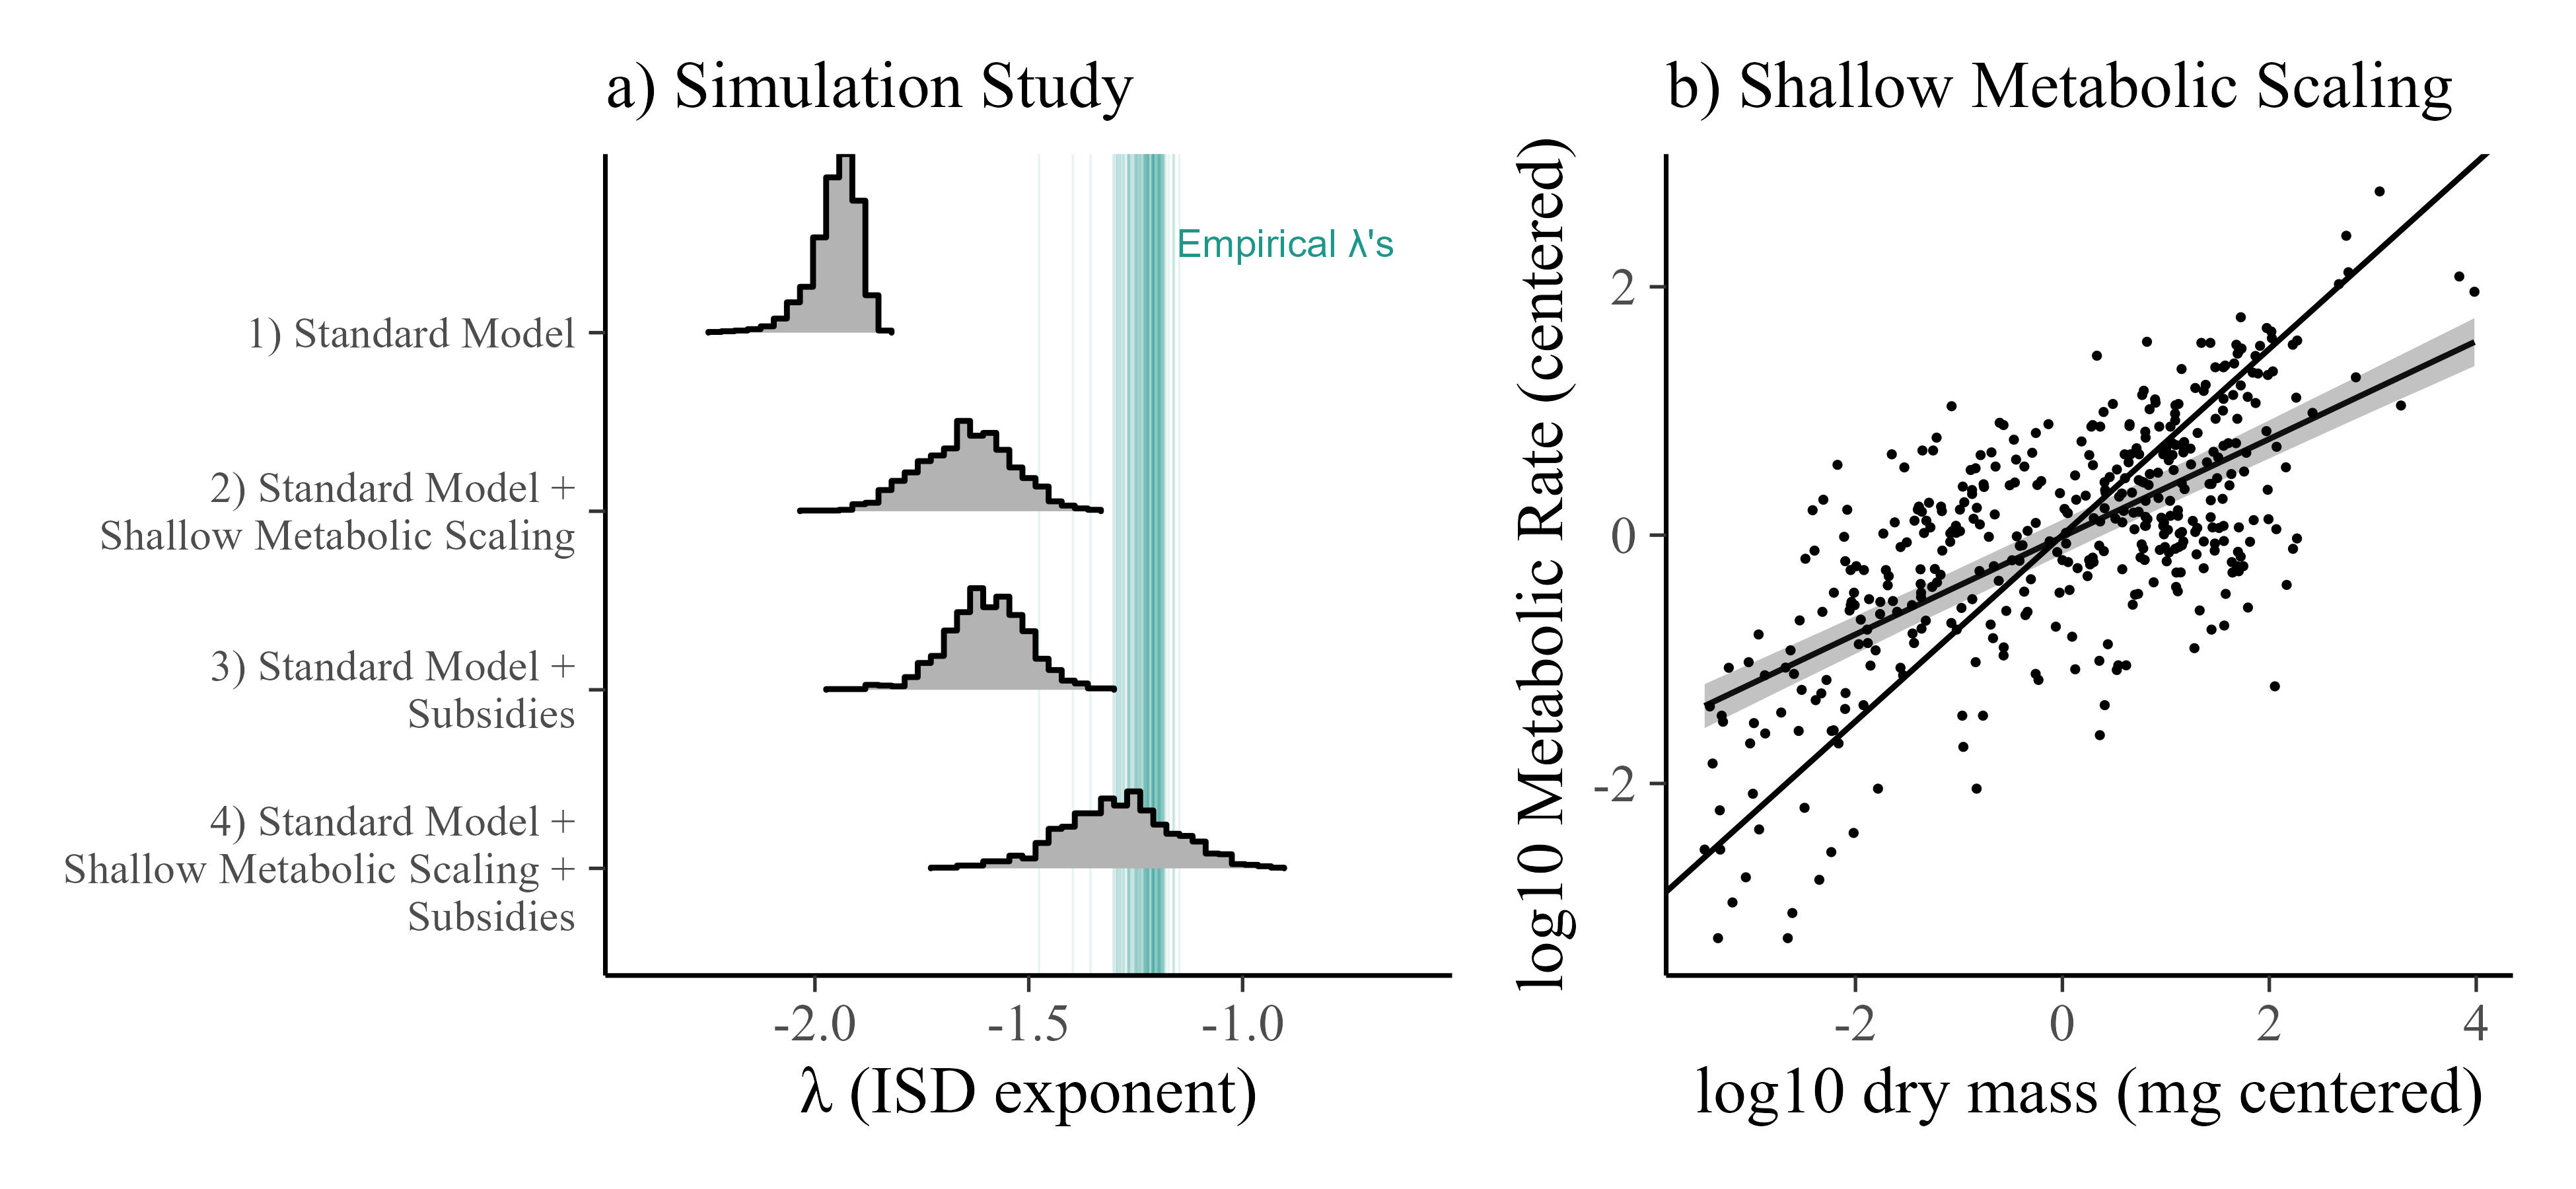 a) Simulation Study
1) Standard Model
2) Standard Model +
Shallow Metabolic Scaling
3) Standard Model +
Subsidies
4) Standard Model +
Shallow Metabolic Scaling +
Subsidies
Empirical λ's
-2.0
-1.5
-1.0
λ (ISD exponent)
b) Shallow Metabolic Scaling
log10 Metabolic Rate (centered)
2
0
-2
-2
0
2
4
log10 dry mass (mg centered)